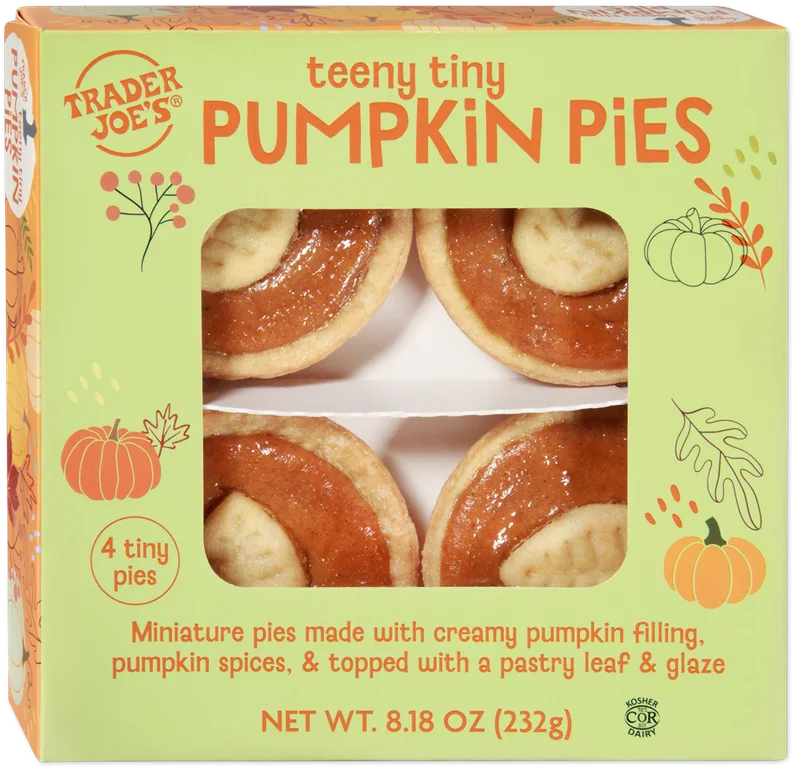 TRADER
JOE'S®
teeny tiny
PUMPKiN PiES
4 tiny
pies
Miniature pies made with creamy pumpkin filling,
pumpkin spices, & topped with a pastry leaf & glaze
NET WT. 8.18 OZ (232g)
KOSHER
COR
DAIRY